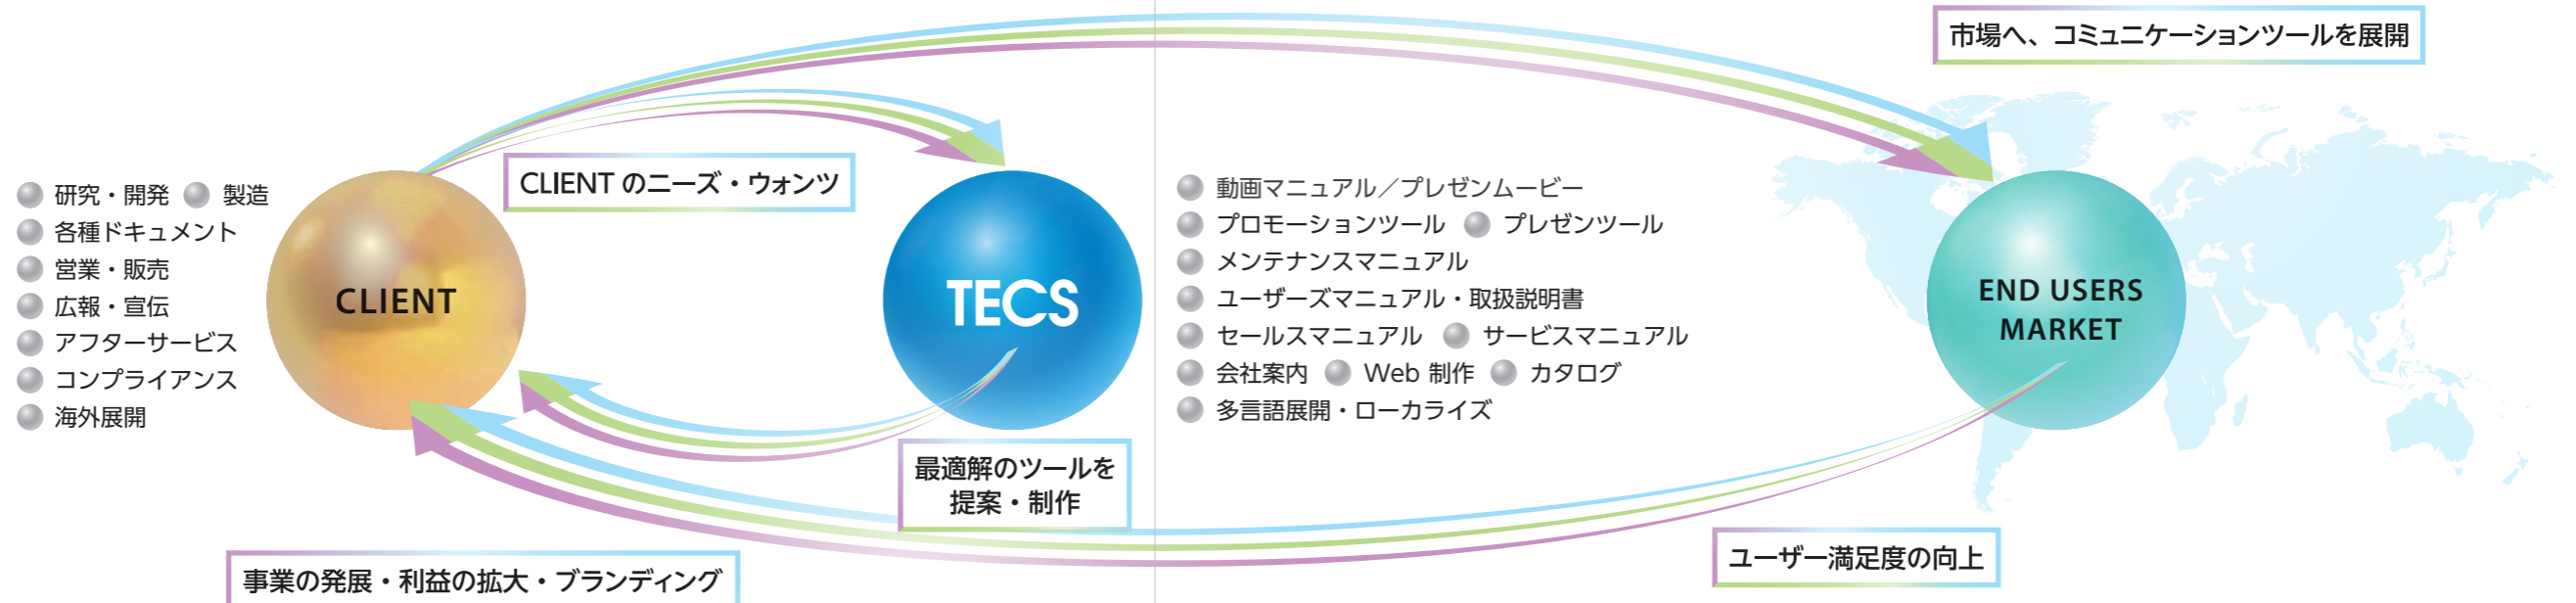 市場へ、コミュニケーションツールを展開
CLIENT のニーズ・ウォンツ
研究・開発 製造
各種ドキュメント
営業・販売
広報・宣伝
アフターサービス
コンプライアンス
海外展開
CLIENT
TECS
動画マニュアル／プレゼンムービー
プロモーションツール プレゼンツール
メンテナンスマニュアル
ユーザーズマニュアル・取扱説明書
セールスマニュアル サービスマニュアル
会社案内 Web 制作 カタログ
多言語展開・ローカライズ
END USERS
MARKET
最適解のツールを
提案・制作
ユーザー満足度の向上
事業の発展・利益の拡大・ブランディング